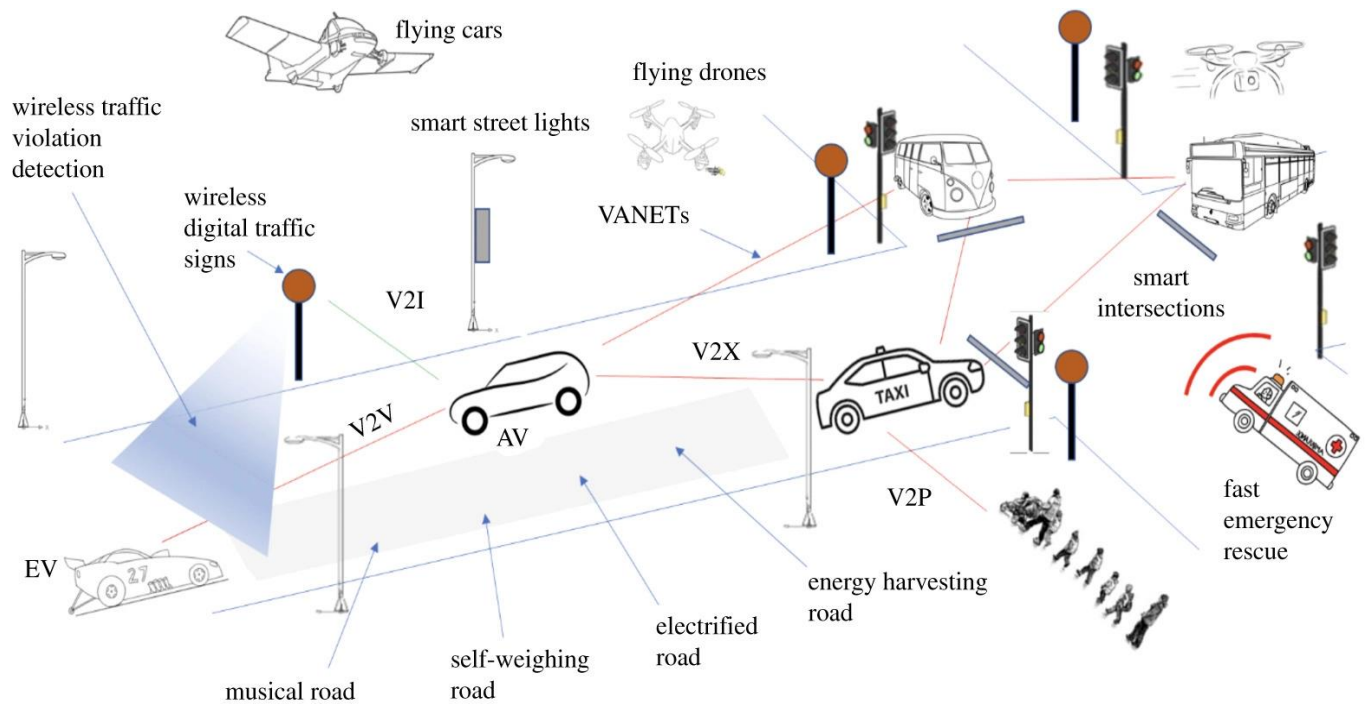 flying cars
flying drones
wireless traffic
violation
detection
smart street lights
wireless
digital traffic
signs
VANETs
V2I
smart
intersections
V2X
V2V
TAXI
AV
V2P
fast
emergency
rescue
EV
27
energy harvesting
road
electrified
road
self-weighing
road
musical road